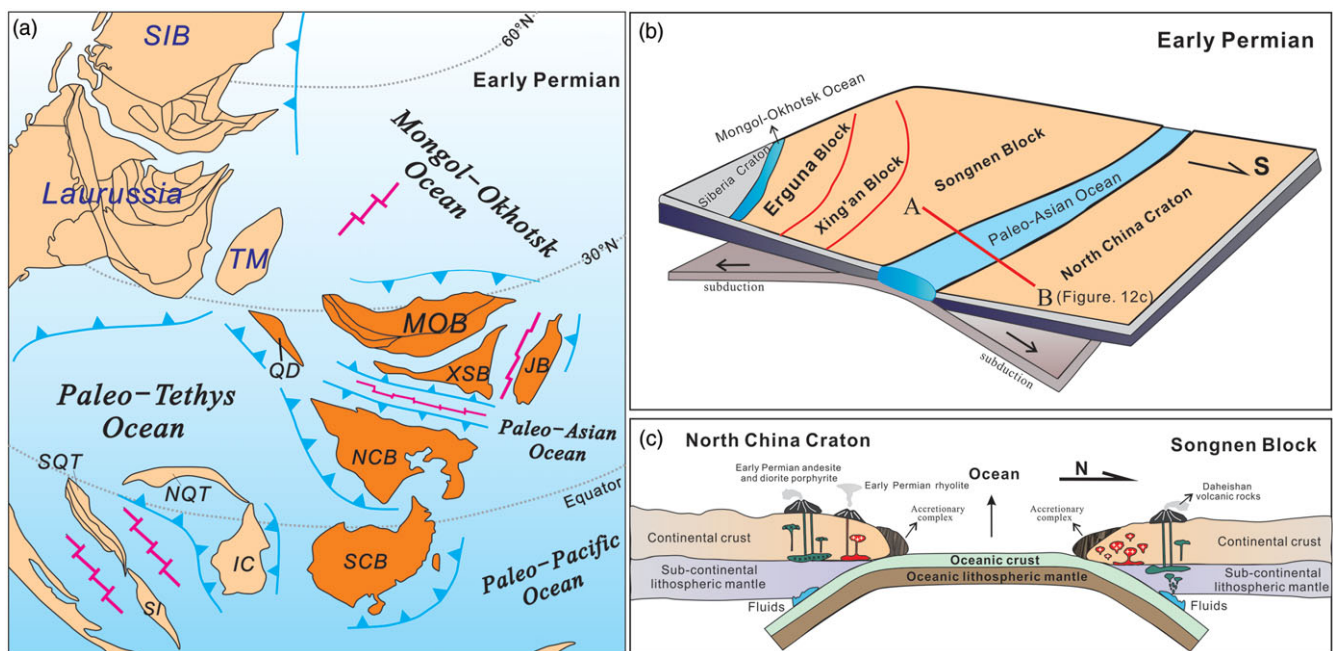 (a)
SIB
60°N
Early Permian
Mongol-Okhotsk
Ocean
Laurussia
TM
30°N
MOB
QD
XSB
JB
Paleo-Tethys
Ocean
Paleo-Asian
Ocean
NCB
SQT
NQT
Equator
IC
SCB
Paleo-Pacific
Ocean
SI
(b)
Early Permian
Mongol-Okhotsk Ocean
Siberia Craton
Erguna Block
Xing'an Block
Songnen Block
S
A
Paleo-Asian Ocean
North China Craton
B (Figure. 12c)
subduction
subduction
(c)
North China Craton
Songnen Block
Ocean
N
Early Permian andesite
and diorite porphyrite
Early Permian rhyolite
Daheishan
volcanic rocks
Accretionary
complex
Accretionary
complex
Continental crust
Continental crust
Oceanic crust
Sub-continental
lithospheric mantle
Oceanic lithospheric mantle
Sub-continental
lithospheric mantle
Fluids
Fluids